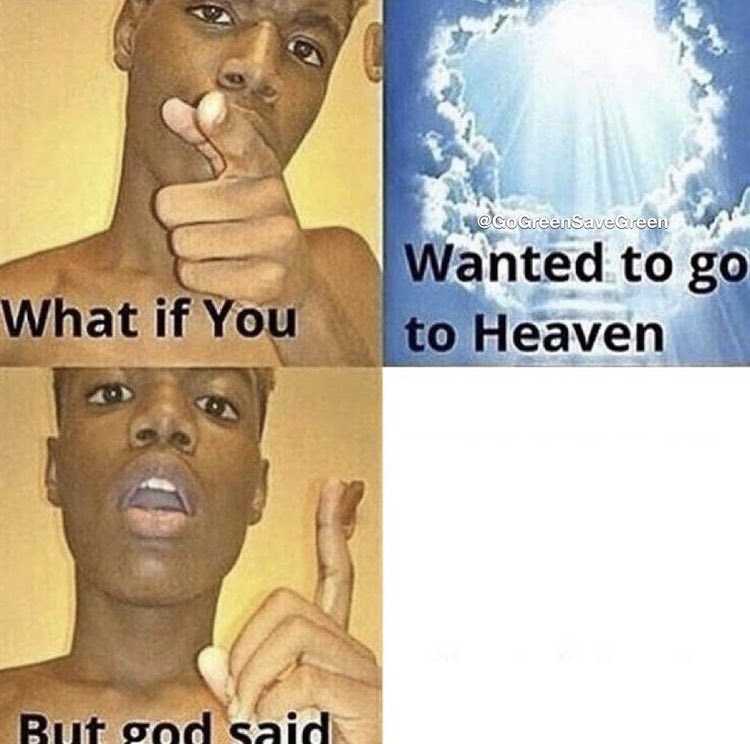 What if You
@GoGreenSaveGreen
Wanted to go
to Heaven
But god said